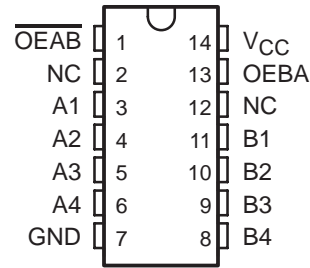 O̅E̅A̅B̅ 1 14 VCC
NC 2 13 OEBA
A1 3 12 NC
A2 4 11 B1
A3 5 10 B2
A4 6 9 B3
GND 7 8 B4